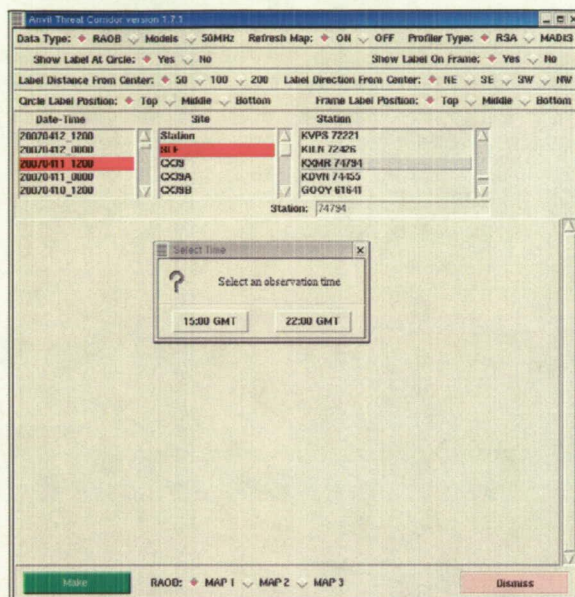 Anvil Threat Corridor version 1.7.1
Data Type: RAOB Models 50MHz Refresh Map: ON OFF Profiler Type: RSA MADIS
Show Label At Circle: Yes No Show Label On Frame: Yes No
Label Distance From Center: 50 100 200 Label Direction From Center: NE SE SW NW
Circle Label Position: Top Middle Bottom Frame Label Position: Top Middle Bottom
Date-Time Site Station
20070412_1200 Station KVPS 72221
20070412_0000 SLF KILN 72426
20070411_1200 CX39 KXMR 74794
20070411_0000 CX39A KDVN 74455
20070410_1200 CX39B GOOY 61641
Station: 74794
Select Time
?
Select an observation time
15:00 GMT 22:00 GMT
Make RAOB: MAP 1 MAP 2 MAP 3 Dismiss